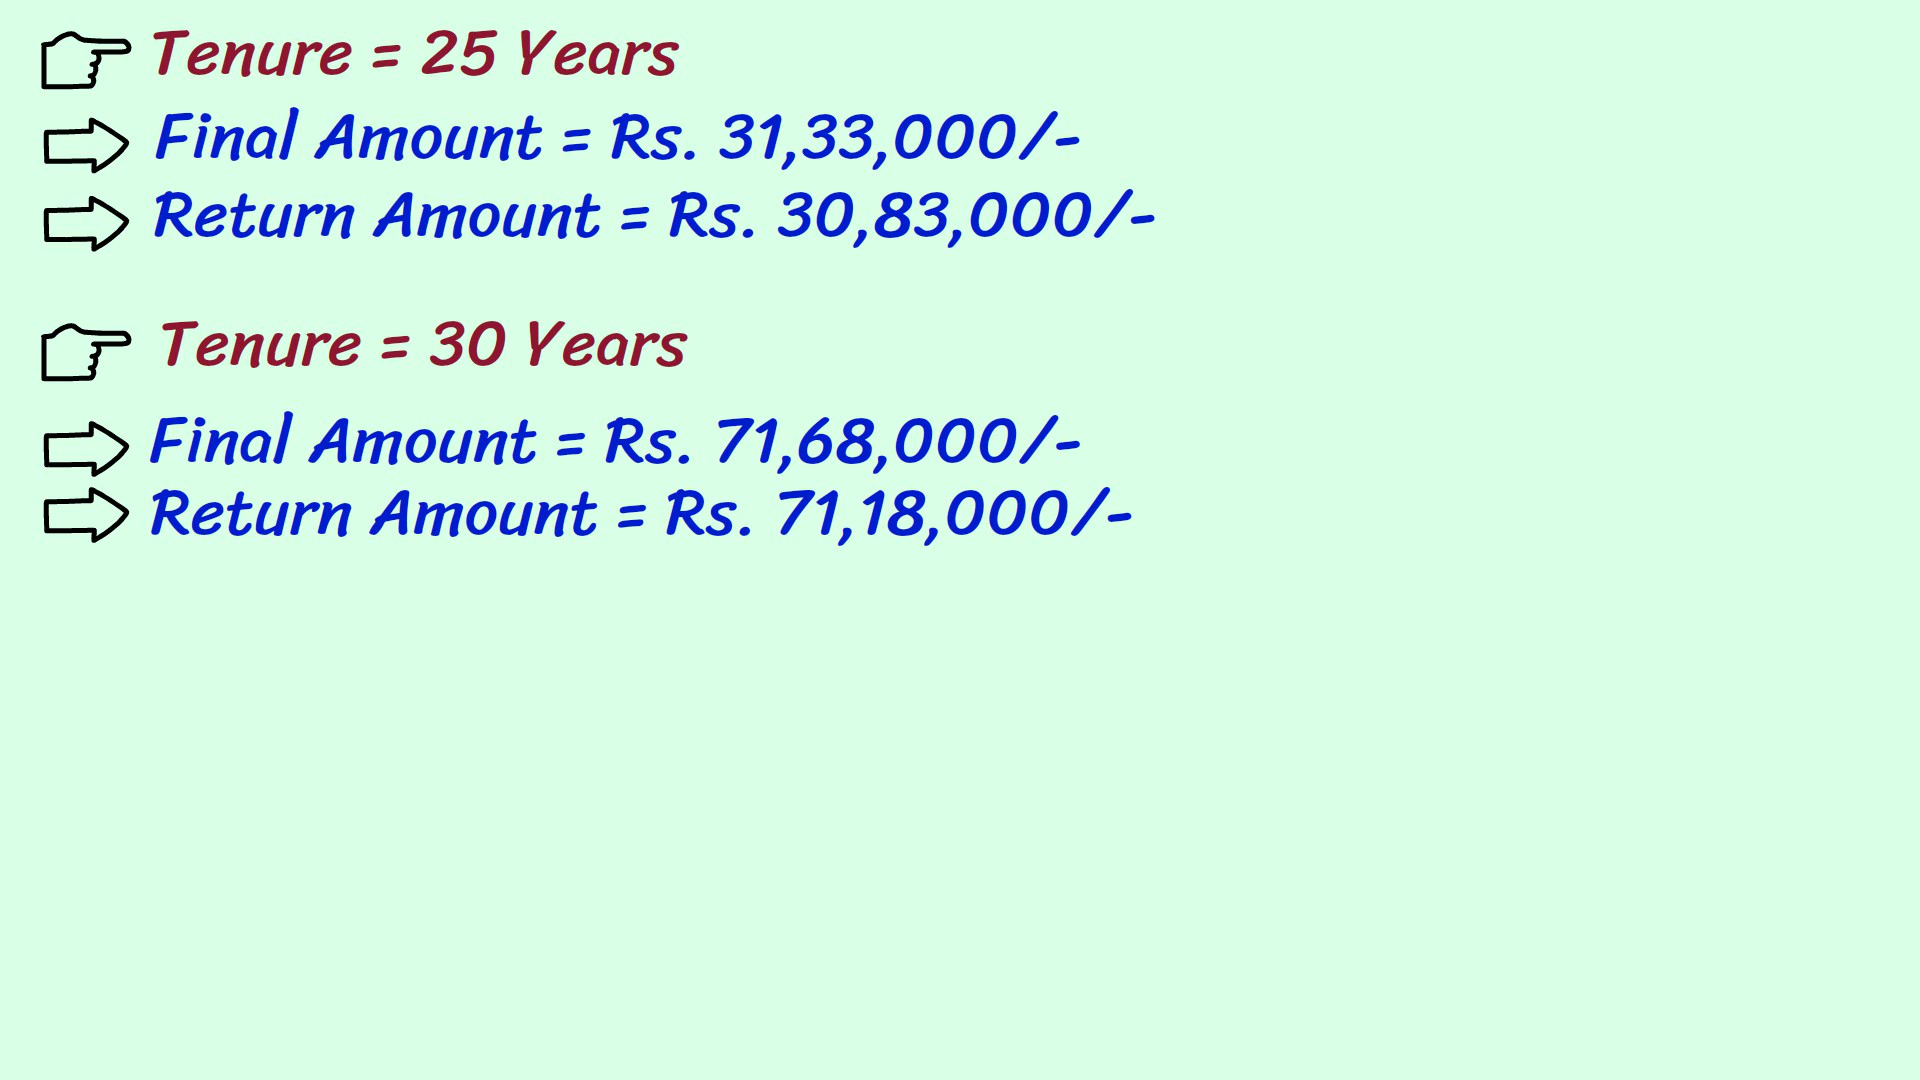 Tenure = 25 Years
Final Amount = Rs. 31,33,000/-
Return Amount = Rs. 30,83,000/-
Tenure = 30 Years
Final Amount = Rs. 71,68,000/-
Return Amount = Rs. 71,18,000/-